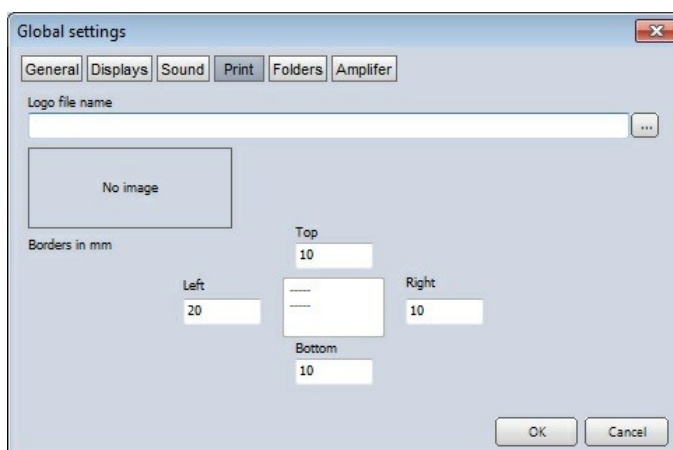 Global settings
General Displays Sound Print Folders Amplifer
Logo file name
...
No image
Borders in mm
Top
10
Left
20
-----
-----
Right
10
Bottom
10
OK Cancel